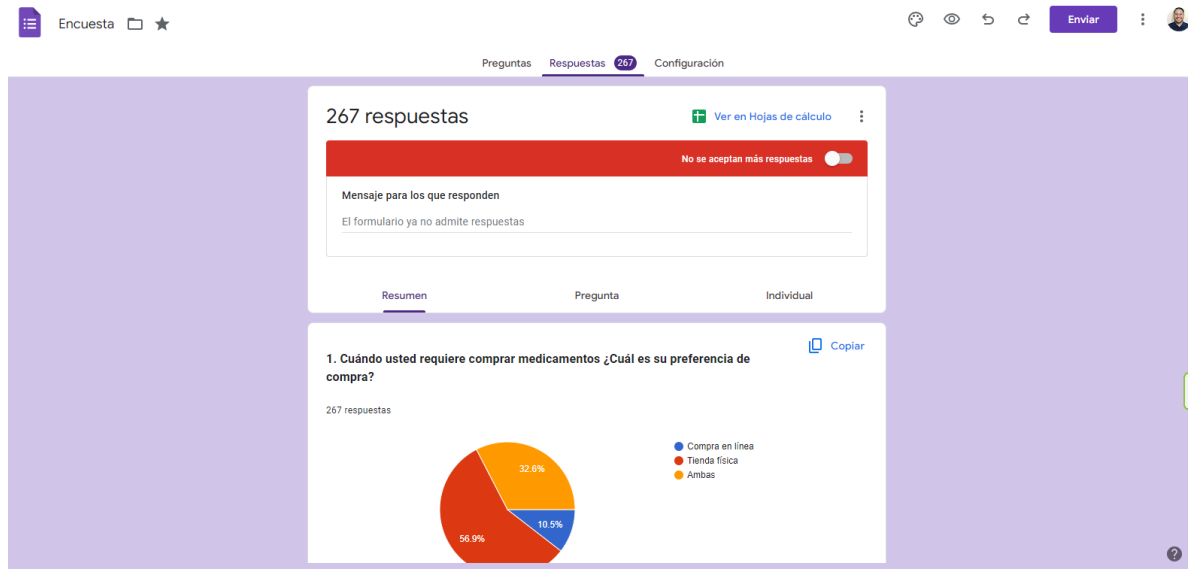 Encuesta
Enviar
Preguntas Respuestas 267 Configuración
267 respuestas
Ver en Hojas de cálculo
No se aceptan más respuestas
Mensaje para los que responden
El formulario ya no admite respuestas
Resumen Pregunta Individual
Copiar
1. Cuándo usted requiere comprar medicamentos ¿Cuál es su preferencia de
compra?
267 respuestas
Compra en línea
Tienda física
Ambas
32.6%
10.5%
56.9%